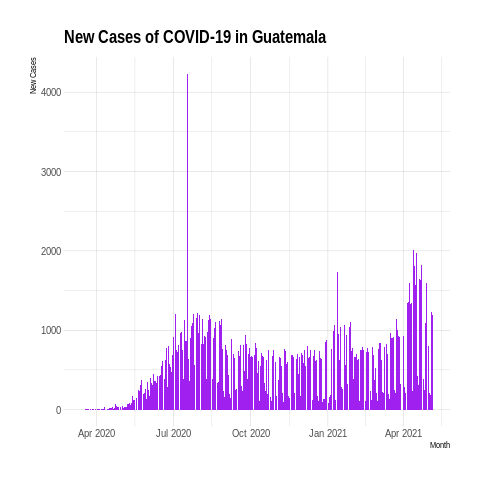 New Cases of COVID-19 in Guatemala
New Cases
4000
3000
2000
1000
0
Apr 2020
Jul 2020
Oct 2020
Jan 2021
Apr 2021
Month